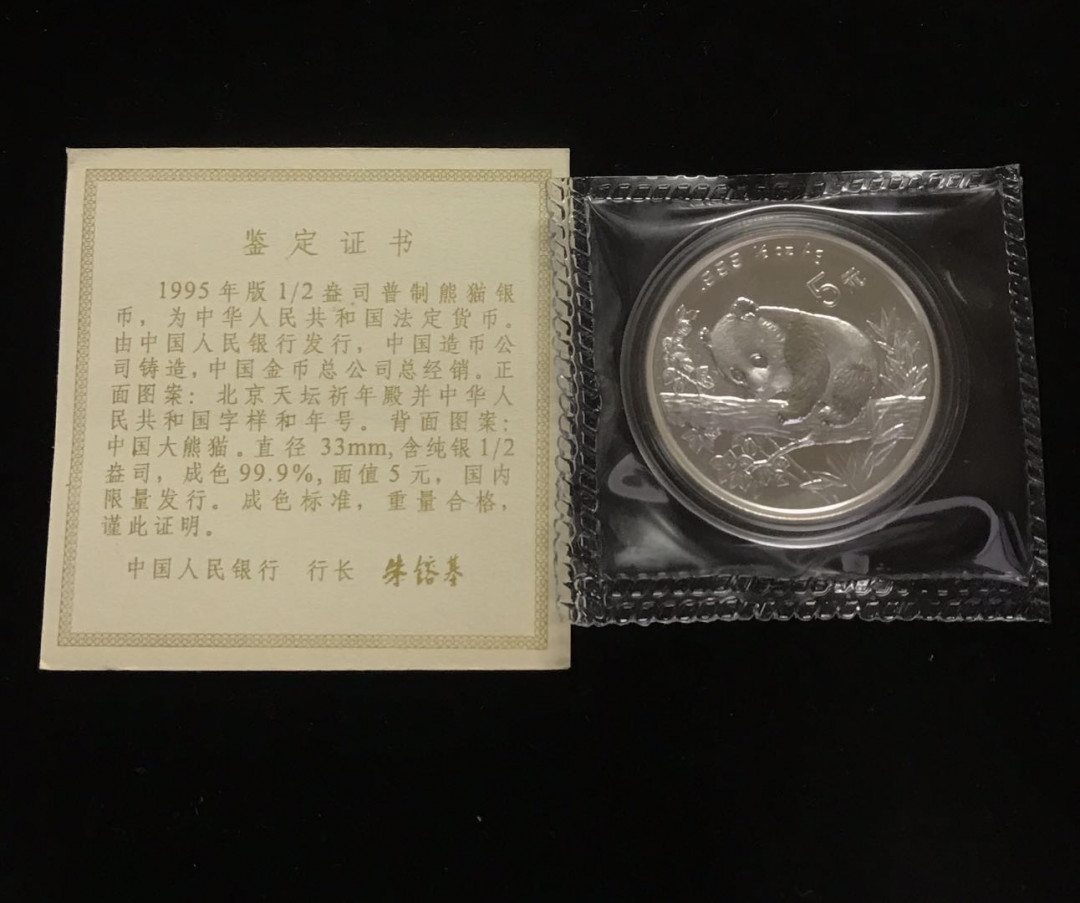 鉴定证书
1995年版1/2盎司普制熊猫银
币，为中华人民共和国法定货币。
由中国人民银行发行，中国造币公
司铸造，中国金币总公司总经销。正
面图案：北京天坛祈年殿并中华人
民共和国字样和年号。背面图案：
中国大熊猫。直径33mm,含纯银1/2
盎司，成色99.9%,面值5元，国内
限量发行。成色标准，重量合格，
谨此证明。
中国人民银行 行长 朱镕基
.999 ½oz Ag
5元